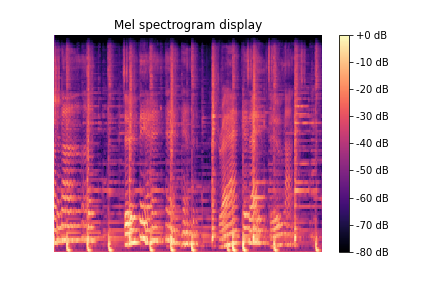 Mel spectrogram display
+0 dB
-10 dB
-20 dB
-30 dB
-40 dB
-50 dB
-60 dB
-70 dB
-80 dB